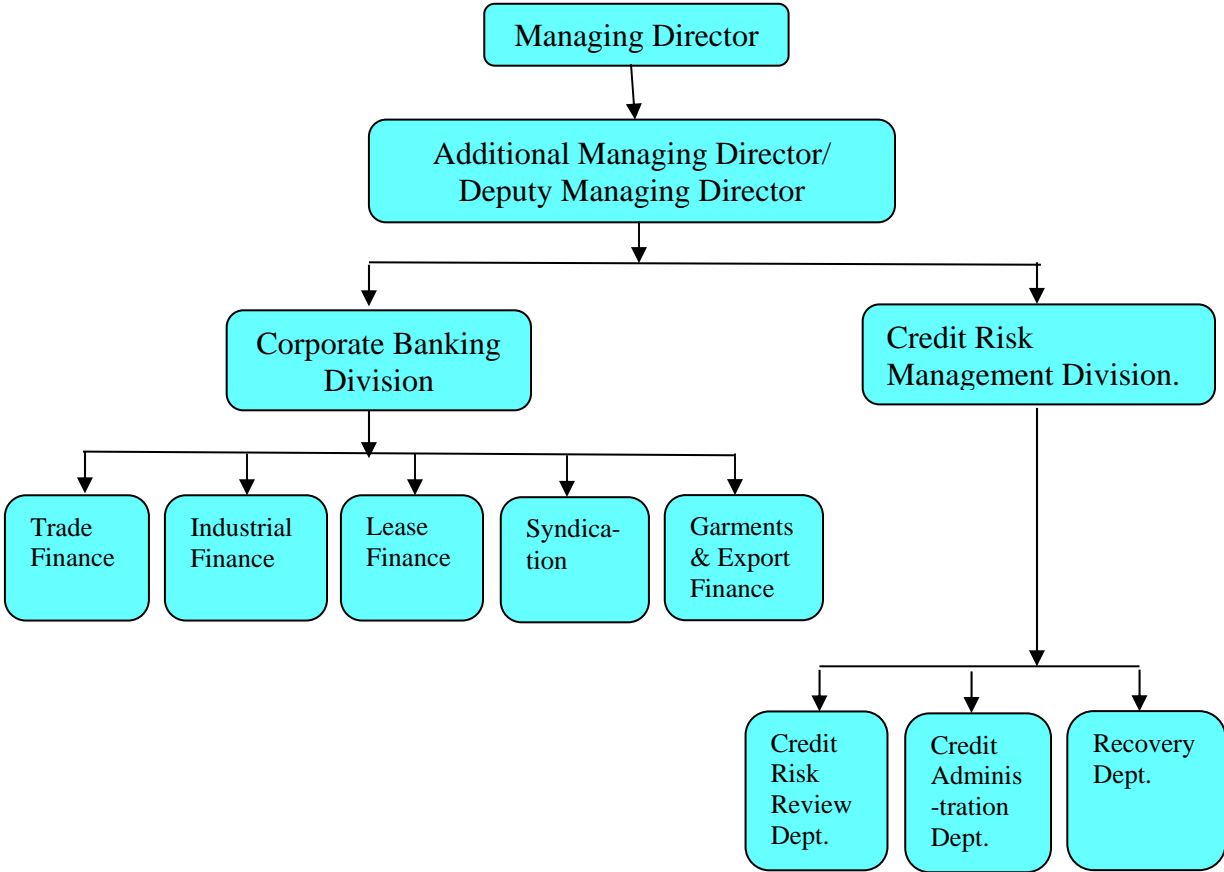 Managing Director
Additional Managing Director/
Deputy Managing Director
Corporate Banking
Division
Credit Risk
Management Division.
Trade
Finance
Industrial
Finance
Lease
Finance
Syndica-
tion
Garments
& Export
Finance
Credit
Risk
Review
Dept.
Credit
Adminis
-tration
Dept.
Recovery
Dept.